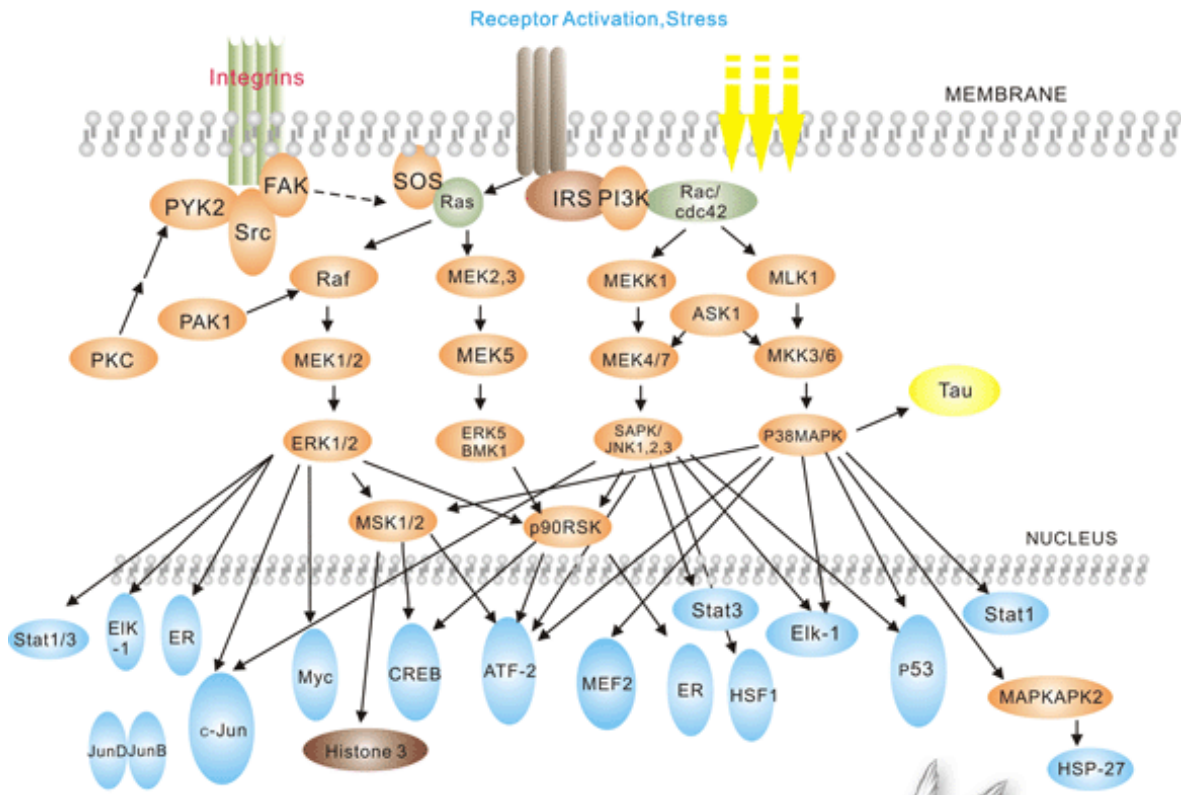 Receptor Activation,Stress
Integrins
MEMBRANE
FAK
SOS
PYK2
Src
Ras
IRS
PI3K
Rac/
cdc42
Raf
MEK2,3
MEKK1
MLK1
PAK1
ASK1
PKC
MEK1/2
MEK5
MEK4/7
MKK3/6
Tau
ERK1/2
ERK5
BMK1
SAPK/
JNK1,2,3
P38MAPK
MSK1/2
p90RSK
NUCLEUS
Stat1/3
ElK
-1
ER
Myc
CREB
ATF-2
MEF2
ER
Stat3
HSF1
Elk-1
P53
Stat1
c-Jun
JunD
JunB
Histone 3
MAPKAPK2
HSP-27